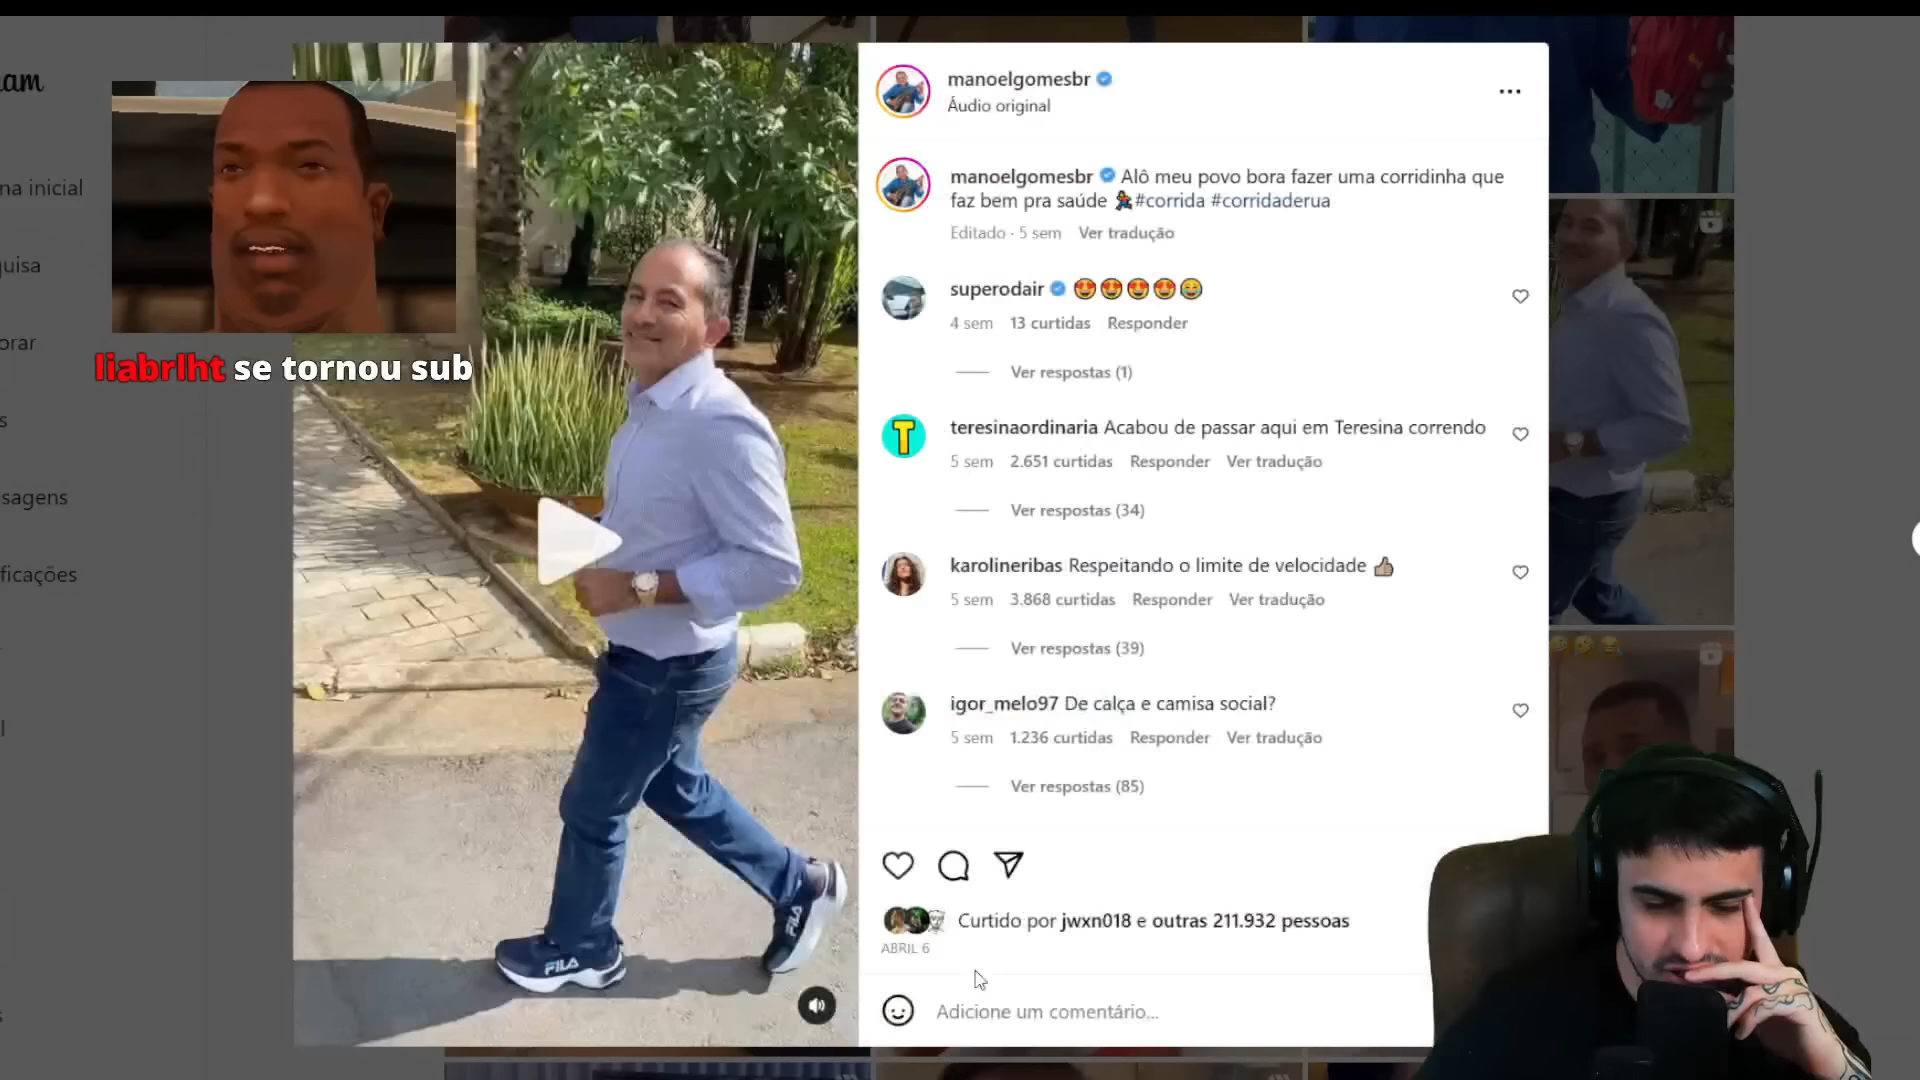 am
na inicial
uisa
orar
s
sagens
ficações
l
s
liabrlht se tornou sub
FILA
FILA
manoelgomesbr
Áudio original
manoelgomesbr Alô meu povo bora fazer uma corridinha que
faz bem pra saúde 🏃#corrida #corridaderua
Editado · 5 sem Ver tradução
superodair 😍😍😍😍😂
4 sem 13 curtidas Responder
Ver respostas (1)
T
teresinaordinaria Acabou de passar aqui em Teresina correndo
5 sem 2.651 curtidas Responder Ver tradução
Ver respostas (34)
karolineribas Respeitando o limite de velocidade 👍🏽
5 sem 3.868 curtidas Responder Ver tradução
Ver respostas (39)
igor_melo97 De calça e camisa social?
5 sem 1.236 curtidas Responder Ver tradução
Ver respostas (85)
Curtido por jwxn018 e outras 211.932 pessoas
ABRIL 6
Adicione um comentário...